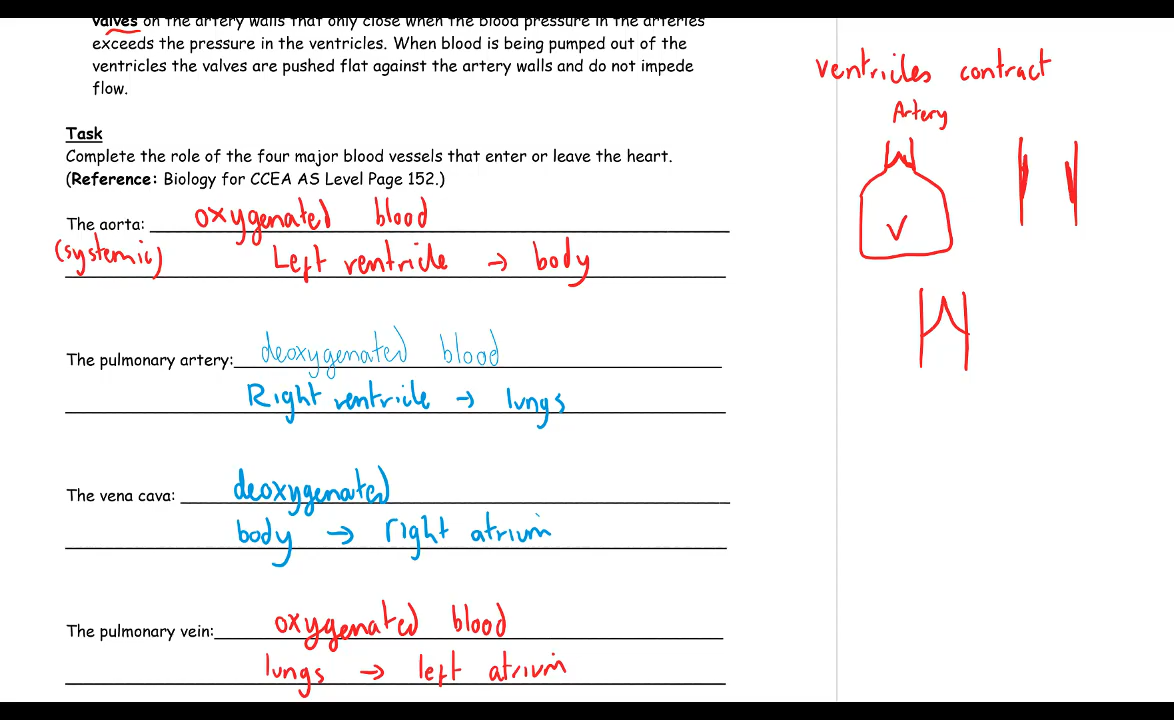 valves on the artery walls that only close when the blood pressure in the arteries
exceeds the pressure in the ventricles. When blood is being pumped out of the
ventricles the valves are pushed flat against the artery walls and do not impede
flow.
Task
Complete the role of the four major blood vessels that enter or leave the heart.
(Reference: Biology for CCEA AS Level Page 152.)
The aorta: oxygenated blood
(systemic) Left ventricle → body
The pulmonary artery: deoxygenated blood
Right ventricle → lungs
The vena cava: deoxygenated
body → right atrium
The pulmonary vein: oxygenated blood
lungs → left atrium
ventricles contract
Artery
V